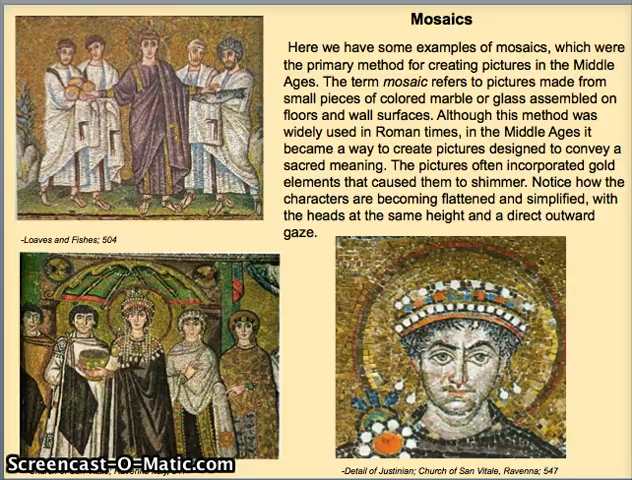 Mosaics
Here we have some examples of mosaics, which were
the primary method for creating pictures in the Middle
Ages. The term mosaic refers to pictures made from
small pieces of colored marble or glass assembled on
floors and wall surfaces. Although this method was
widely used in Roman times, in the Middle Ages it
became a way to create pictures designed to convey a
sacred meaning. The pictures often incorporated gold
elements that caused them to shimmer. Notice how the
characters are becoming flattened and simplified, with
the heads at the same height and a direct outward
gaze.
-Loaves and Fishes; 504
-Detail of Justinian; Church of San Vitale, Ravenna; 547
Screencast-O-Matic.com